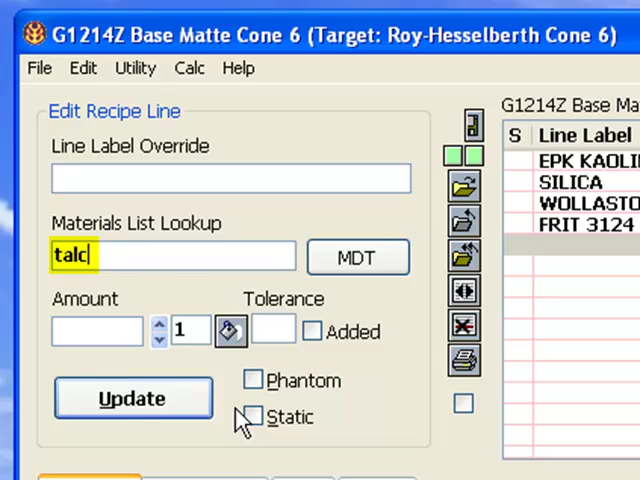 G1214Z Base Matte Cone 6 (Target: Roy-Hesselberth Cone 6)
File Edit Utility Calc Help
Edit Recipe Line
Line Label Override
Materials List Lookup
talc
MDT
Amount
Tolerance
1
Added
Update
Phantom
Static
G1214Z Base Ma
S Line Label
EPK KAOLI
SILICA
WOLLASTO
FRIT 3124